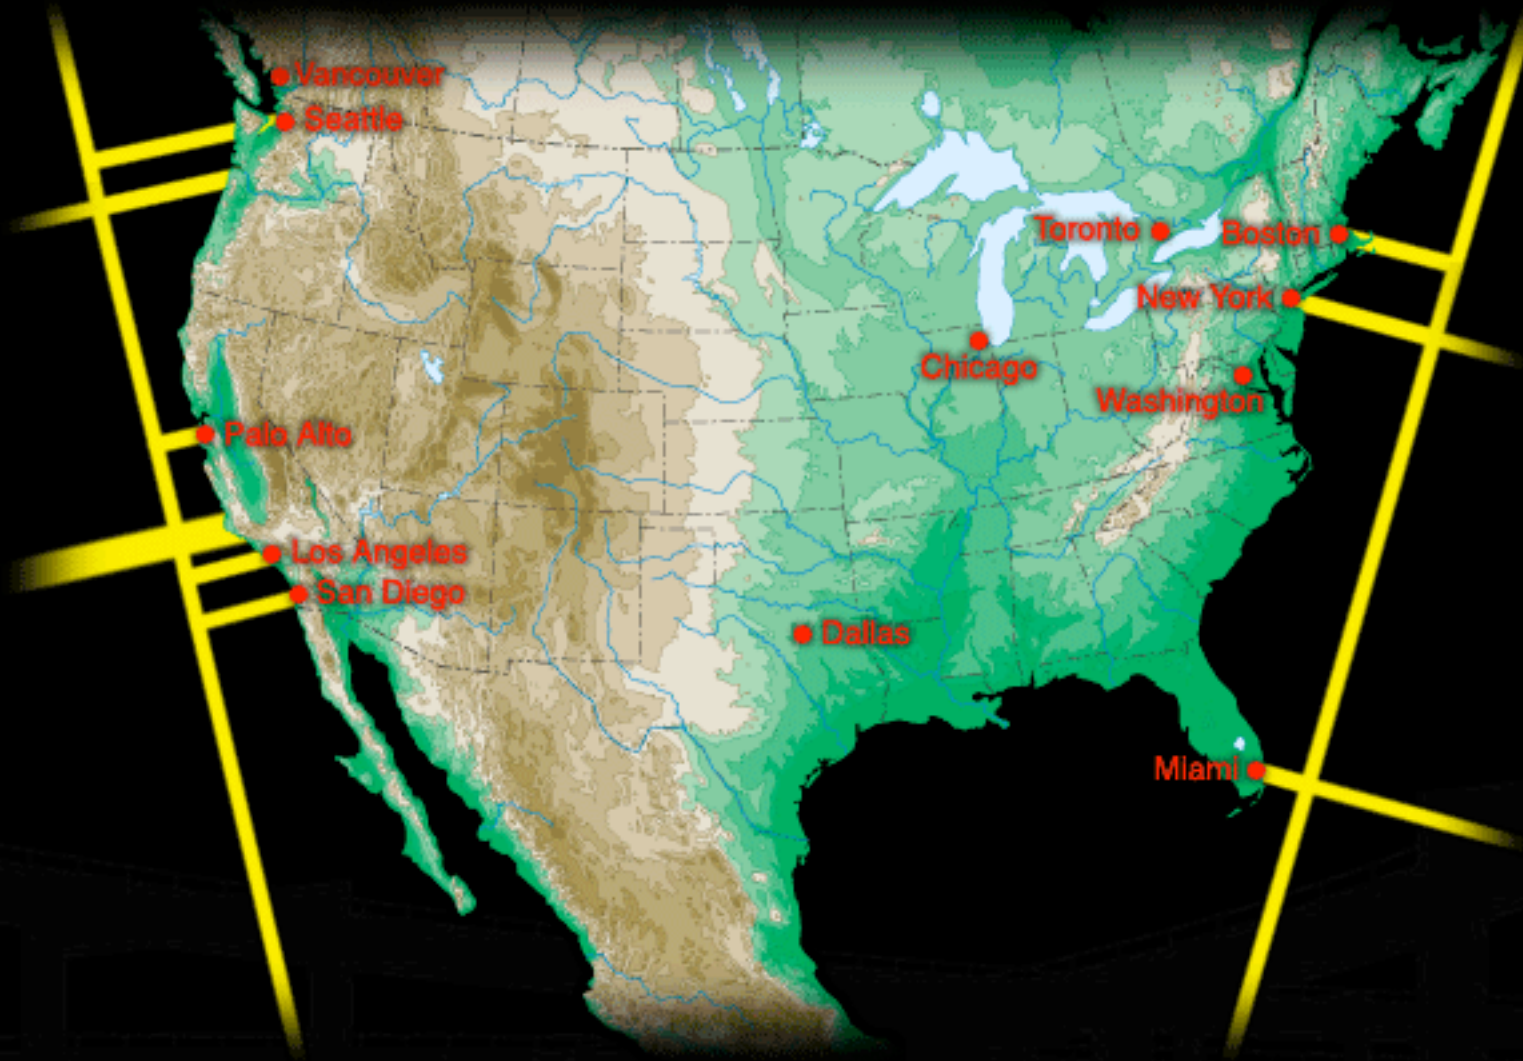 Vancouver
Seattle
Toronto
Boston
New York
Chicago
Washington
Palo Alto
Los Angeles
San Diego
Dallas
Miami